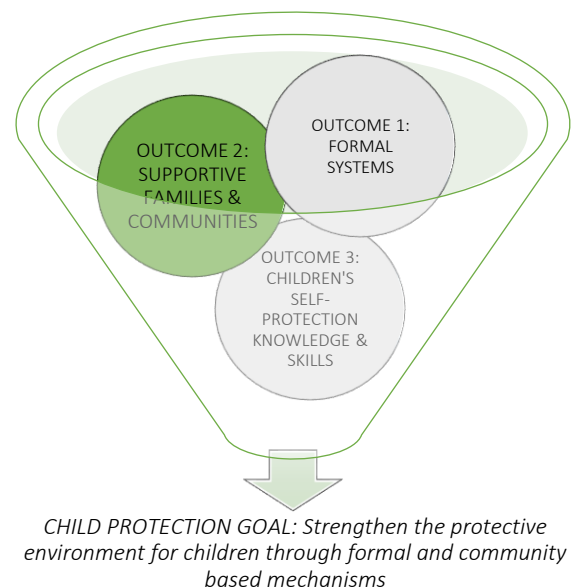 OUTCOME 1:
FORMAL
SYSTEMS
OUTCOME 2:
SUPPORTIVE
FAMILIES &
COMMUNITIES
OUTCOME 3:
CHILDREN'S
SELF-
PROTECTION
KNOWLEDGE &
SKILLS
CHILD PROTECTION GOAL: Strengthen the protective
environment for children through formal and community
based mechanisms